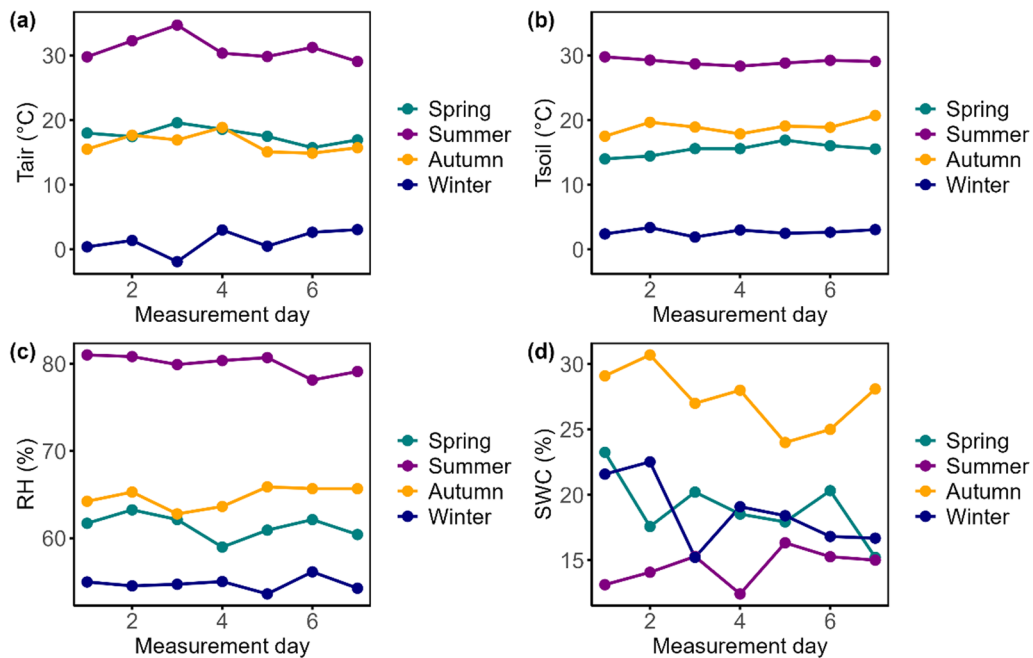 (a)
Tair (°C)
30
20
10
0
2 4 6
Measurement day
Spring
Summer
Autumn
Winter
(b)
Tsoil (°C)
30
20
10
0
2 4 6
Measurement day
Spring
Summer
Autumn
Winter
(c)
RH (%)
80
70
60
2 4 6
Measurement day
Spring
Summer
Autumn
Winter
(d)
SWC (%)
30
25
20
15
2 4 6
Measurement day
Spring
Summer
Autumn
Winter